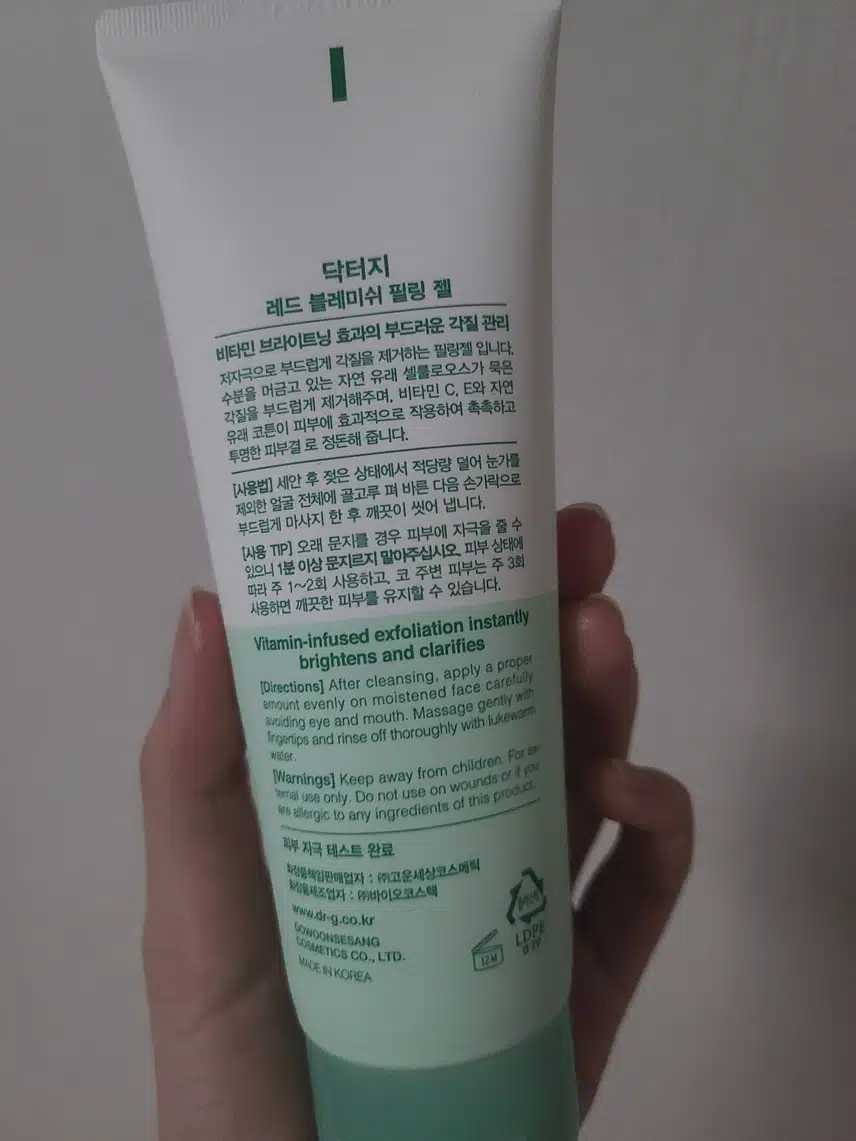 닥터지
레드 블레미쉬 필링 젤
비타민 브라이트닝 효과의 부드러운 각질 관리
저자극으로 부드럽게 각질을 제거하는 필링젤 입니다.
수분을 머금고 있는 자연 유래 셀룰로오스가 묵은
각질을 부드럽게 제거해주며, 비타민 C, E와 자연
유래 코튼이 피부에 효과적으로 작용하여 촉촉하고
투명한 피부결 로 정돈해 줍니다.
[사용법] 세안 후 젖은 상태에서 적당량 덜어 눈가를
제외한 얼굴 전체에 골고루 펴 바른 다음 손가락으로
부드럽게 마사지 한 후 깨끗이 씻어 냅니다.
[사용 TIP] 오래 문지를 경우 피부에 자극을 줄 수
있으니 1분 이상 문지르지 말아주십시오. 피부 상태에
따라 주 1~2회 사용하고, 코 주변 피부는 주 3회
사용하면 깨끗한 피부를 유지할 수 있습니다.
Vitamin-infused exfoliation instantly
brightens and clarifies
[Directions] After cleansing, apply a proper
amount evenly on moistened face carefully
avoiding eye and mouth. Massage gently with
fingertips and rinse off thoroughly with lukewarm
water.
[Warnings] Keep away from children. For ex-
ternal use only. Do not use on wounds or if you
are allergic to any ingredients of this product.
피부 자극 테스트 완료
화장품책임판매업자 : ㈜고운세상코스메틱
화장품제조업자 : ㈜바이오코스텍
www.dr-g.co.kr
GOWOONSESANG
COSMETICS CO., LTD.
MADE IN KOREA
플라스틱
LDPE
12M